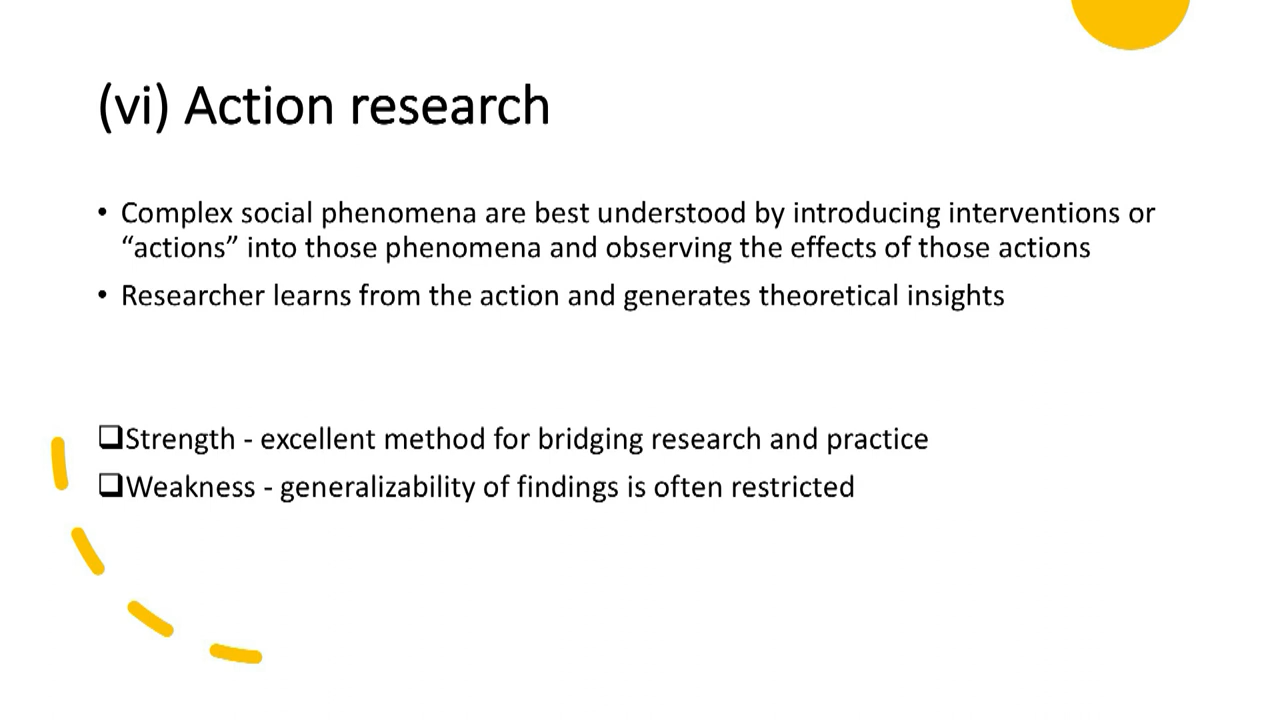 (vi) Action research
• Complex social phenomena are best understood by introducing interventions or
“actions” into those phenomena and observing the effects of those actions
• Researcher learns from the action and generates theoretical insights
❑Strength - excellent method for bridging research and practice
❑Weakness - generalizability of findings is often restricted